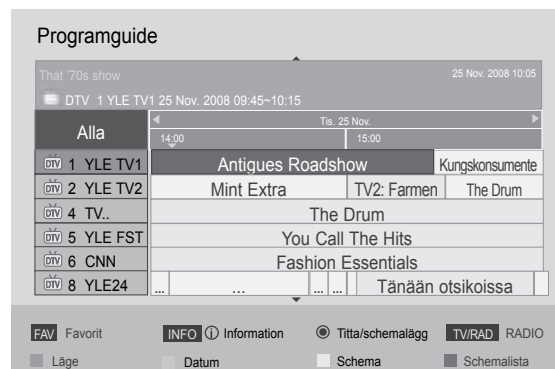 Programguide
That '70s show 25 Nov. 2008 10:05
DTV 1 YLE TV1 25 Nov. 2008 09:45~10:15
Alla
Tis. 25 Nov.
14:00 15:00
DTV 1 YLE TV1 Antigues Roadshow Kungskonsumente
DTV 2 YLE TV2 Mint Extra TV2: Farmen The Drum
DTV 4 TV.. The Drum
DTV 5 YLE FST You Call The Hits
DTV 6 CNN Fashion Essentials
DTV 8 YLE24 ... ... ... ... Tänään otsikoissa
FAV Favorit INFO ⓘ Information Titta/schemalägg TV/RAD RADIO
Läge Datum Schema Schemalista